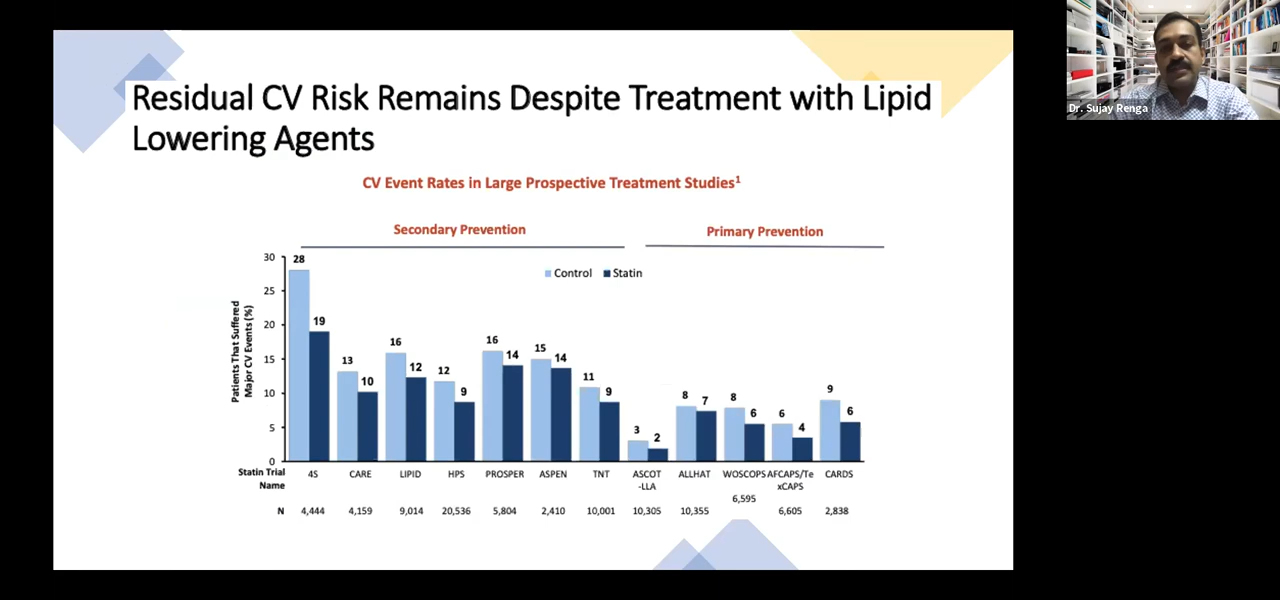 Residual CV Risk Remains Despite Treatment with Lipid
Lowering Agents
CV Event Rates in Large Prospective Treatment Studies1
Secondary Prevention
Primary Prevention
Control Statin
Patients That Suffered
Major CV Events (%)
30
25
20
15
10
5
0
28 19
13 10
16 12
12 9
16 14
15 14
11 9
3 2
8 7
8 6
6 4
9 6
Statin Trial
Name
4S CARE LIPID HPS PROSPER ASPEN TNT ASCOT
-LLA ALLHAT WOSCOPS AFCAPS/Te
xCAPS CARDS
N 4,444 4,159 9,014 20,536 5,804 2,410 10,001 10,305 10,355 6,595 6,605 2,838
Dr. Sujay Renga